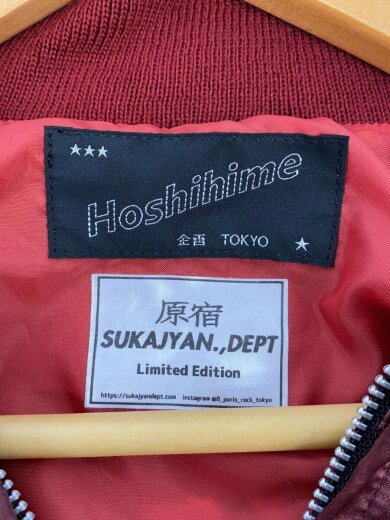 ★★★
Hoshihime
企画 TOKYO ★
原宿
SUKAJYAN.,DEPT
Limited Edition
https://sukajyandept.com instagram@8_paris_rock_tokyo